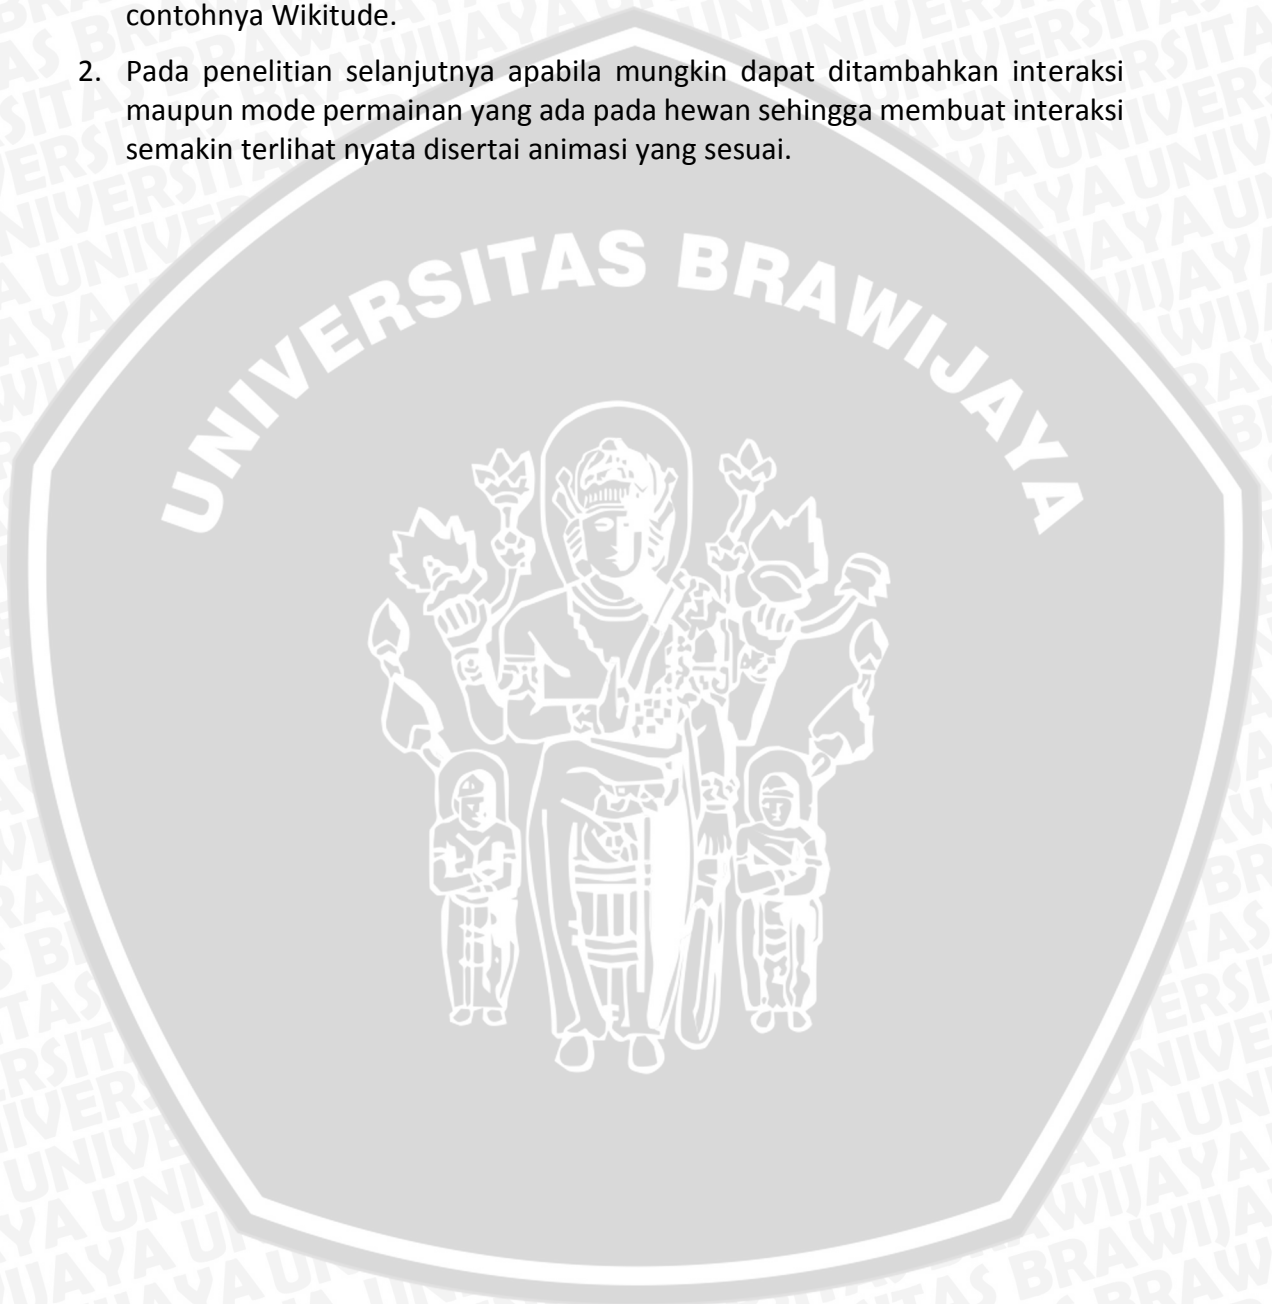 contohnya Wikitude.
2. Pada penelitian selanjutnya apabila mungkin dapat ditambahkan interaksi
maupun mode permainan yang ada pada hewan sehingga membuat interaksi
semakin terlihat nyata disertai animasi yang sesuai.
UNIVERSITAS BRAWIJAYA